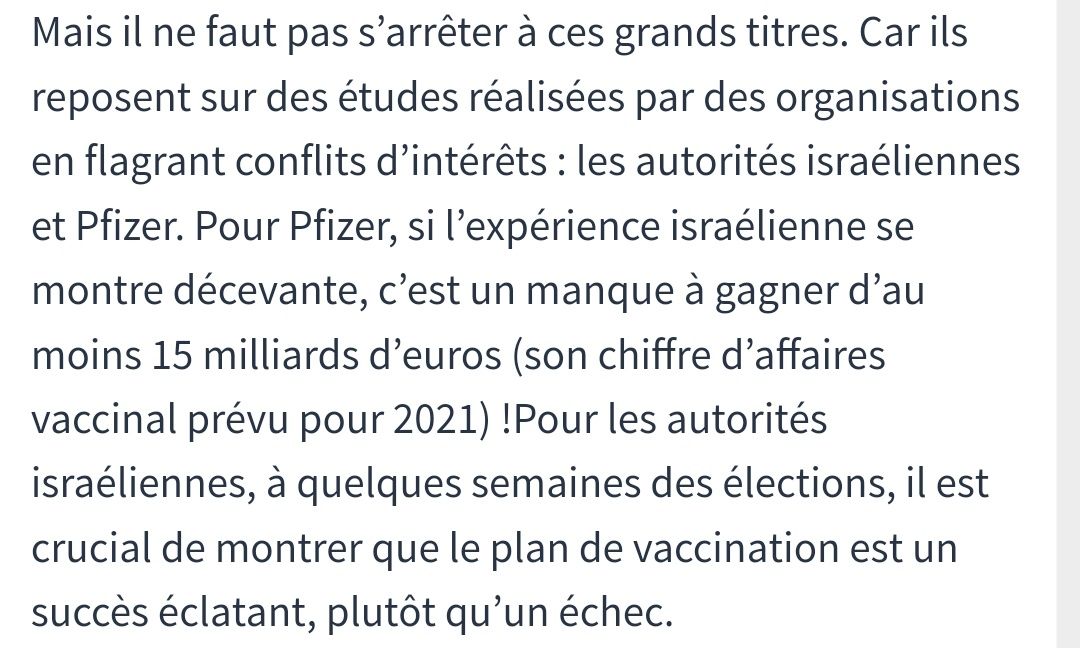 Mais il ne faut pas s’arrêter à ces grands titres. Car ils
reposent sur des études réalisées par des organisations
en flagrant conflits d’intérêts : les autorités israéliennes
et Pfizer. Pour Pfizer, si l’expérience israélienne se
montre décevante, c’est un manque à gagner d’au
moins 15 milliards d’euros (son chiffre d’affaires
vaccinal prévu pour 2021) !Pour les autorités
israéliennes, à quelques semaines des élections, il est
crucial de montrer que le plan de vaccination est un
succès éclatant, plutôt qu’un échec.